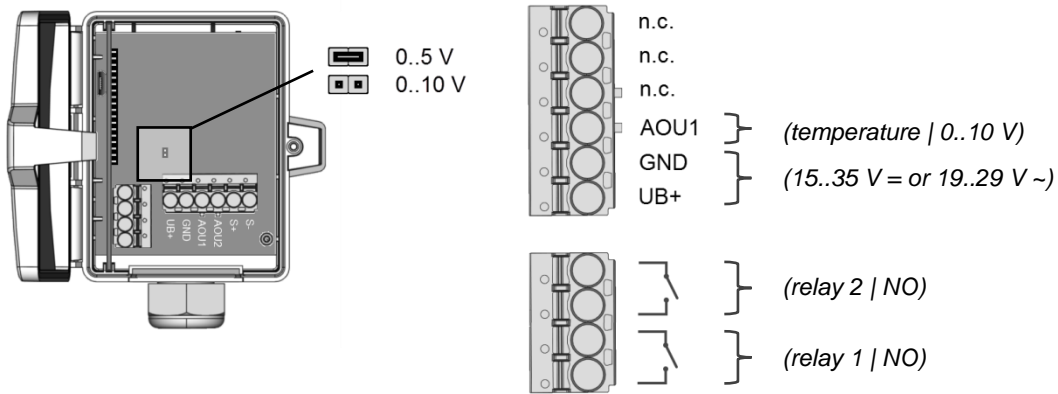 0..5 V
0..10 V
UB+
GND
AOU1
AOU2
S+
S-
n.c.
n.c.
n.c.
AOU1
(temperature | 0..10 V)
GND
(15..35 V = or 19..29 V ~)
UB+
(relay 2 | NO)
(relay 1 | NO)